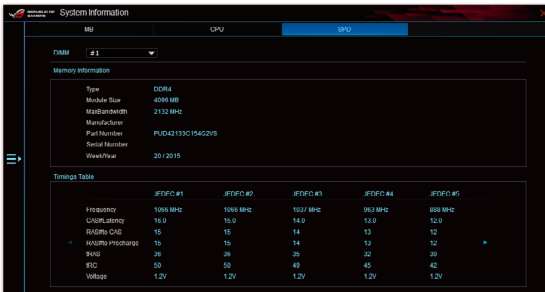 REPUBLIC OF GAMERS System Information
MB CPU SPD
DIMM #1
Memory Information
Type DDR4
Module Size 4096 MB
MaxBandwidth 2132 MHz
Manufacturer
Part Number PUD42133C154G2VS
Serial Number
Week/Year 20 / 2015
Timings Table
JEDEC #1 JEDEC #2 JEDEC #3 JEDEC #4 JEDEC #5
Frequency 1066 MHz 1066 MHz 1037 MHz 963 MHz 888 MHz
CAS#Latency 16.0 15.0 14.0 13.0 12.0
RAS#to CAS 15 15 14 13 12
RAS#to Precharge 15 15 14 13 12
tRAS 36 36 35 32 30
tRC 50 50 49 45 42
Voltage 1.2V 1.2V 1.2V 1.2V 1.2V